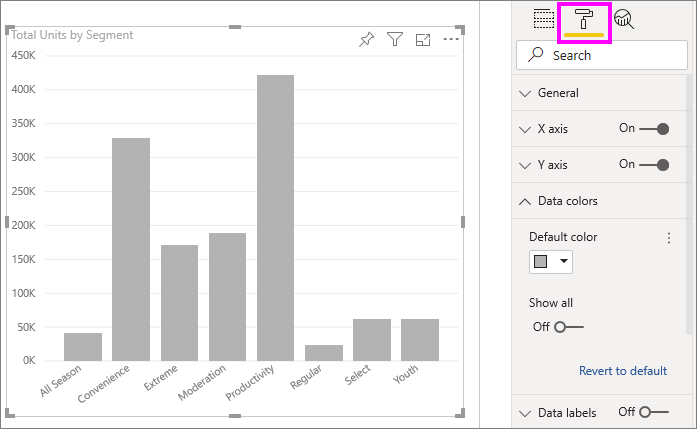 Total Units by Segment
450K
400K
350K
300K
250K
200K
150K
100K
50K
0K
All Season
Convenience
Extreme
Moderation
Productivity
Regular
Select
Youth
Search
General
X axis On
Y axis On
Data colors
Default color
Show all
Off
Revert to default
Data labels Off